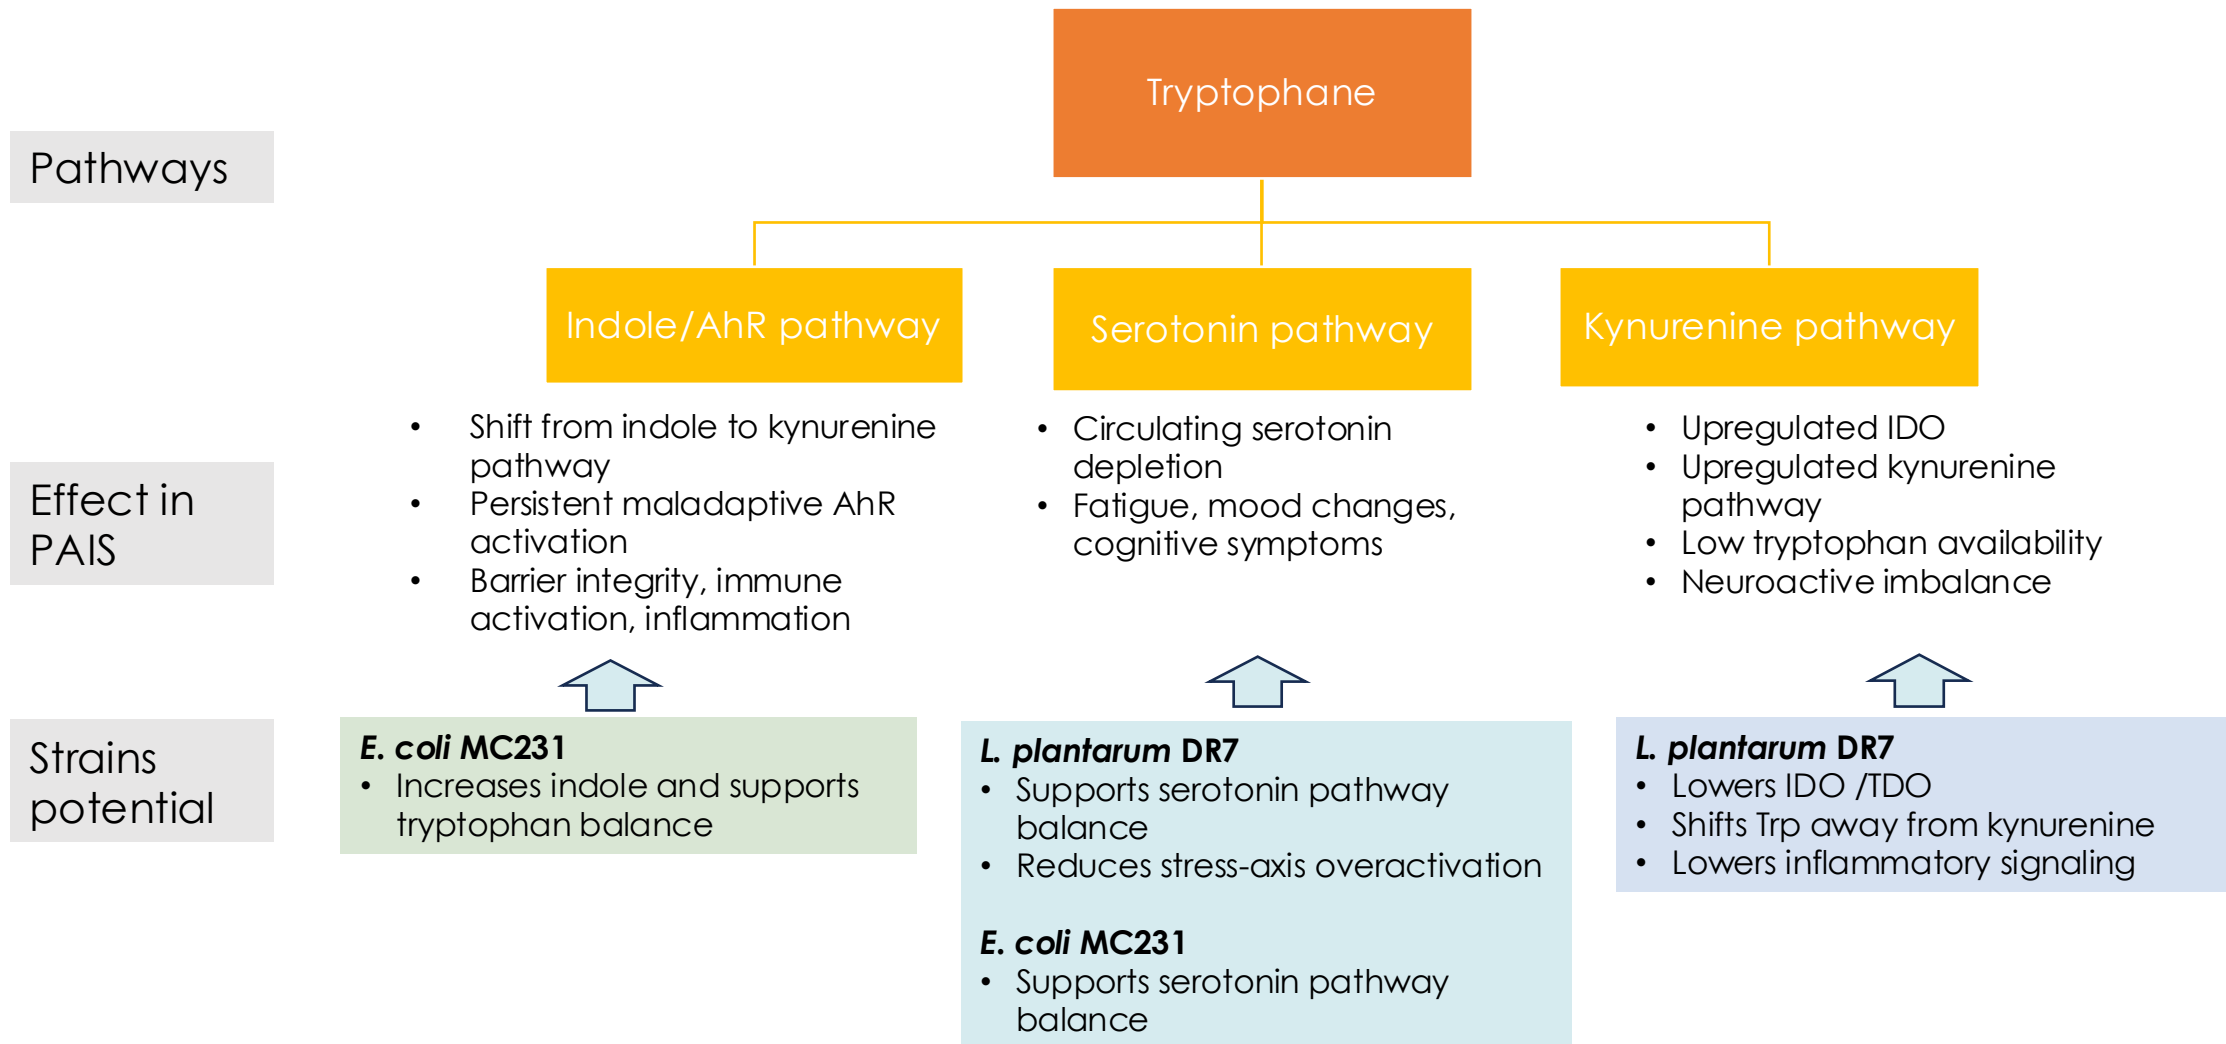 Tryptophane
Pathways
Indole/AhR pathway
Serotonin pathway
Kynurenine pathway
Effect in
PAIS
• Shift from indole to kynurenine
pathway
• Persistent maladaptive AhR
activation
• Barrier integrity, immune
activation, inflammation
• Circulating serotonin
depletion
• Fatigue, mood changes,
cognitive symptoms
• Upregulated IDO
• Upregulated kynurenine
pathway
• Low tryptophan availability
• Neuroactive imbalance
Strains
potential
E. coli MC231
• Increases indole and supports
tryptophan balance
L. plantarum DR7
• Supports serotonin pathway
balance
• Reduces stress-axis overactivation
E. coli MC231
• Supports serotonin pathway
balance
L. plantarum DR7
• Lowers IDO /TDO
• Shifts Trp away from kynurenine
• Lowers inflammatory signaling